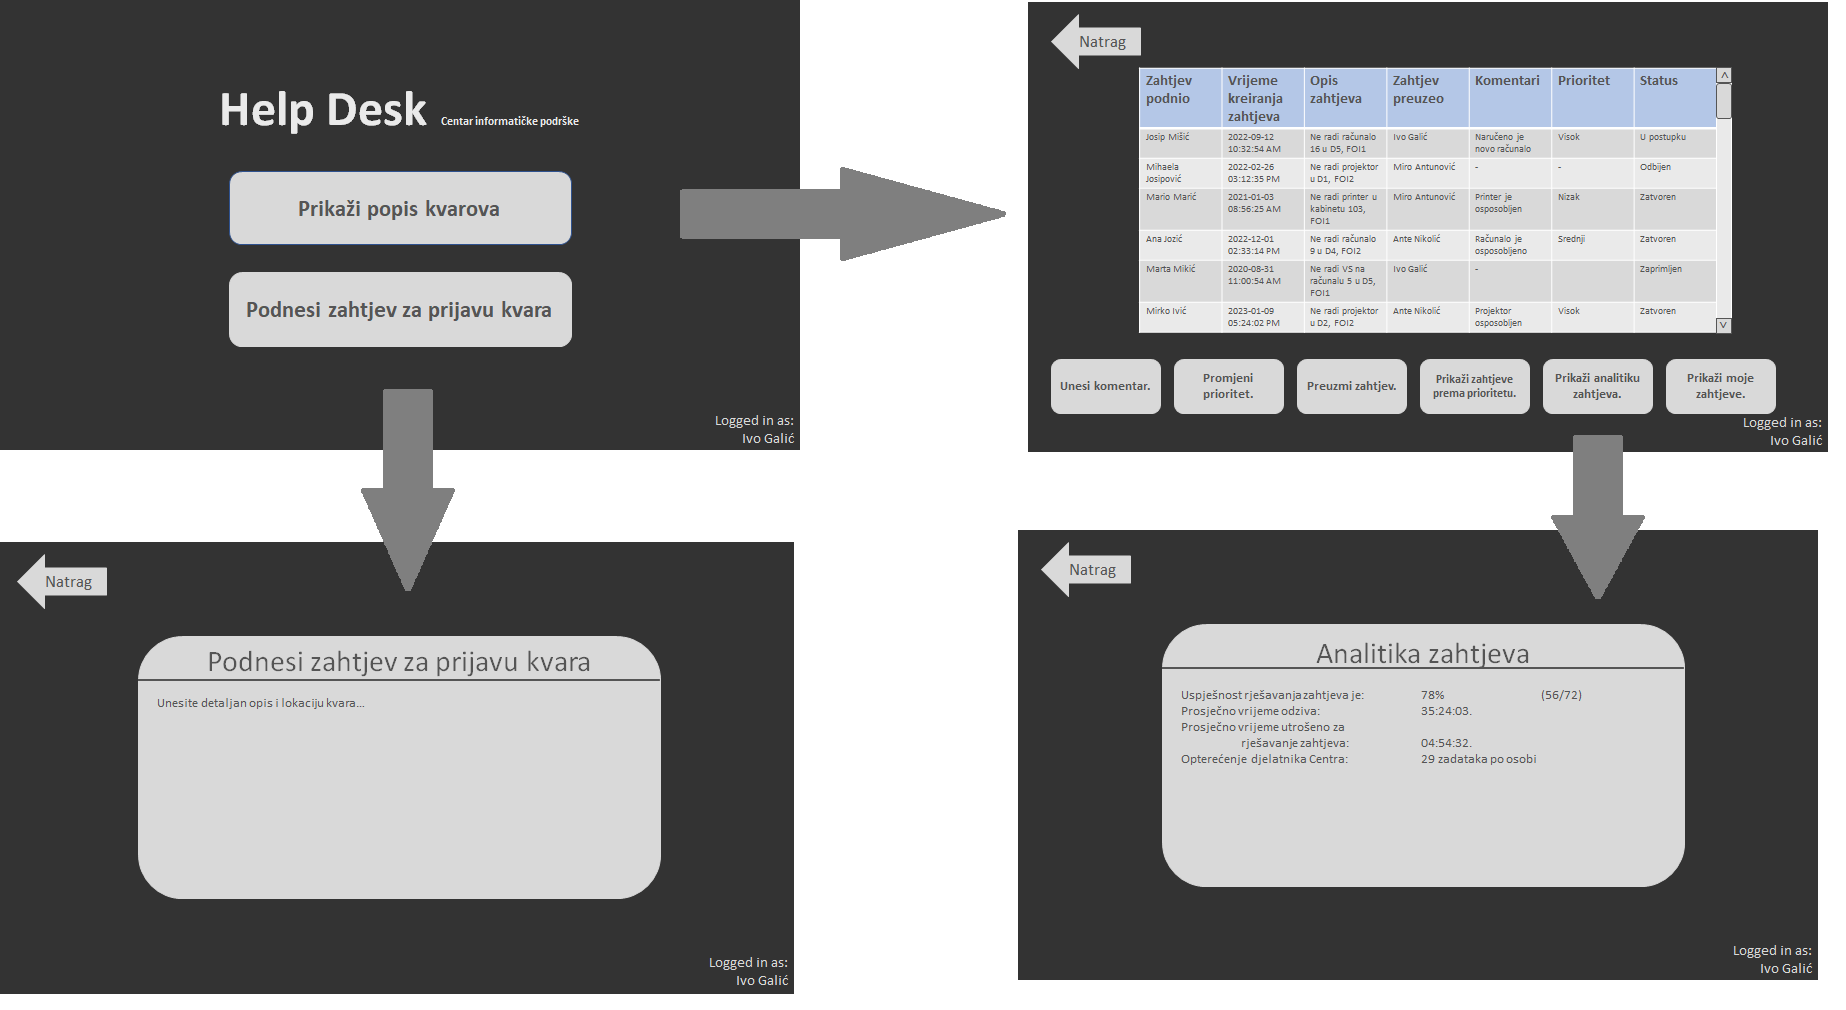 Help Desk Centar informatičke podrške
Prikaži popis kvarova
Podnesi zahtjev za prijavu kvara
Logged in as:
Ivo Galić
Natrag
Zahtjev podnio
Vrijeme kreiranja zahtjeva
Opis zahtjeva
Zahtjev preuzeo
Komentari
Prioritet
Status
Josip Mišić
2022-09-12 10:32:54 AM
Ne radi računalo 16 u D5, FOI1
Ivo Galić
Naručeno je novo računalo
Visok
U postupku
Mihaela Josipović
2022-02-26 03:12:35 PM
Ne radi projektor u D1, FOI2
Miro Antunović
-
-
Odbijen
Mario Marić
2021-01-03 08:56:25 AM
Ne radi printer u kabinetu 103, FOI1
Miro Antunović
Printer je osposobljen
Nizak
Zatvoren
Ana Jozić
2022-12-01 02:33:14 PM
Ne radi računalo 9 u D4, FOI2
Ante Nikolić
Računalo je osposobljeno
Srednji
Zatvoren
Marta Mikić
2020-08-31 11:00:54 AM
Ne radi VS na računalu 5 u D5, FOI1
Ivo Galić
-
Zaprimljen
Mirko Ivić
2023-01-09 05:24:02 PM
Ne radi projektor u D2, FOI2
Ante Nikolić
Projektor osposobljen
Visok
Zatvoren
Unesi komentar.
Promjeni prioritet.
Preuzmi zahtjev.
Prikaži zahtjeve prema prioritetu.
Prikaži analitiku zahtjeva.
Prikaži moje zahtjeve.
Logged in as:
Ivo Galić
Natrag
Podnesi zahtjev za prijavu kvara
Unesite detaljan opis i lokaciju kvara...
Logged in as:
Ivo Galić
Natrag
Analitika zahtjeva
Uspješnost rješavanja zahtjeva je: 78% (56/72)
Prosječno vrijeme odziva: 35:24:03.
Prosječno vrijeme utrošeno za
rješavanje zahtjeva: 04:54:32.
Opterećenje djelatnika Centra: 29 zadataka po osobi
Logged in as:
Ivo Galić